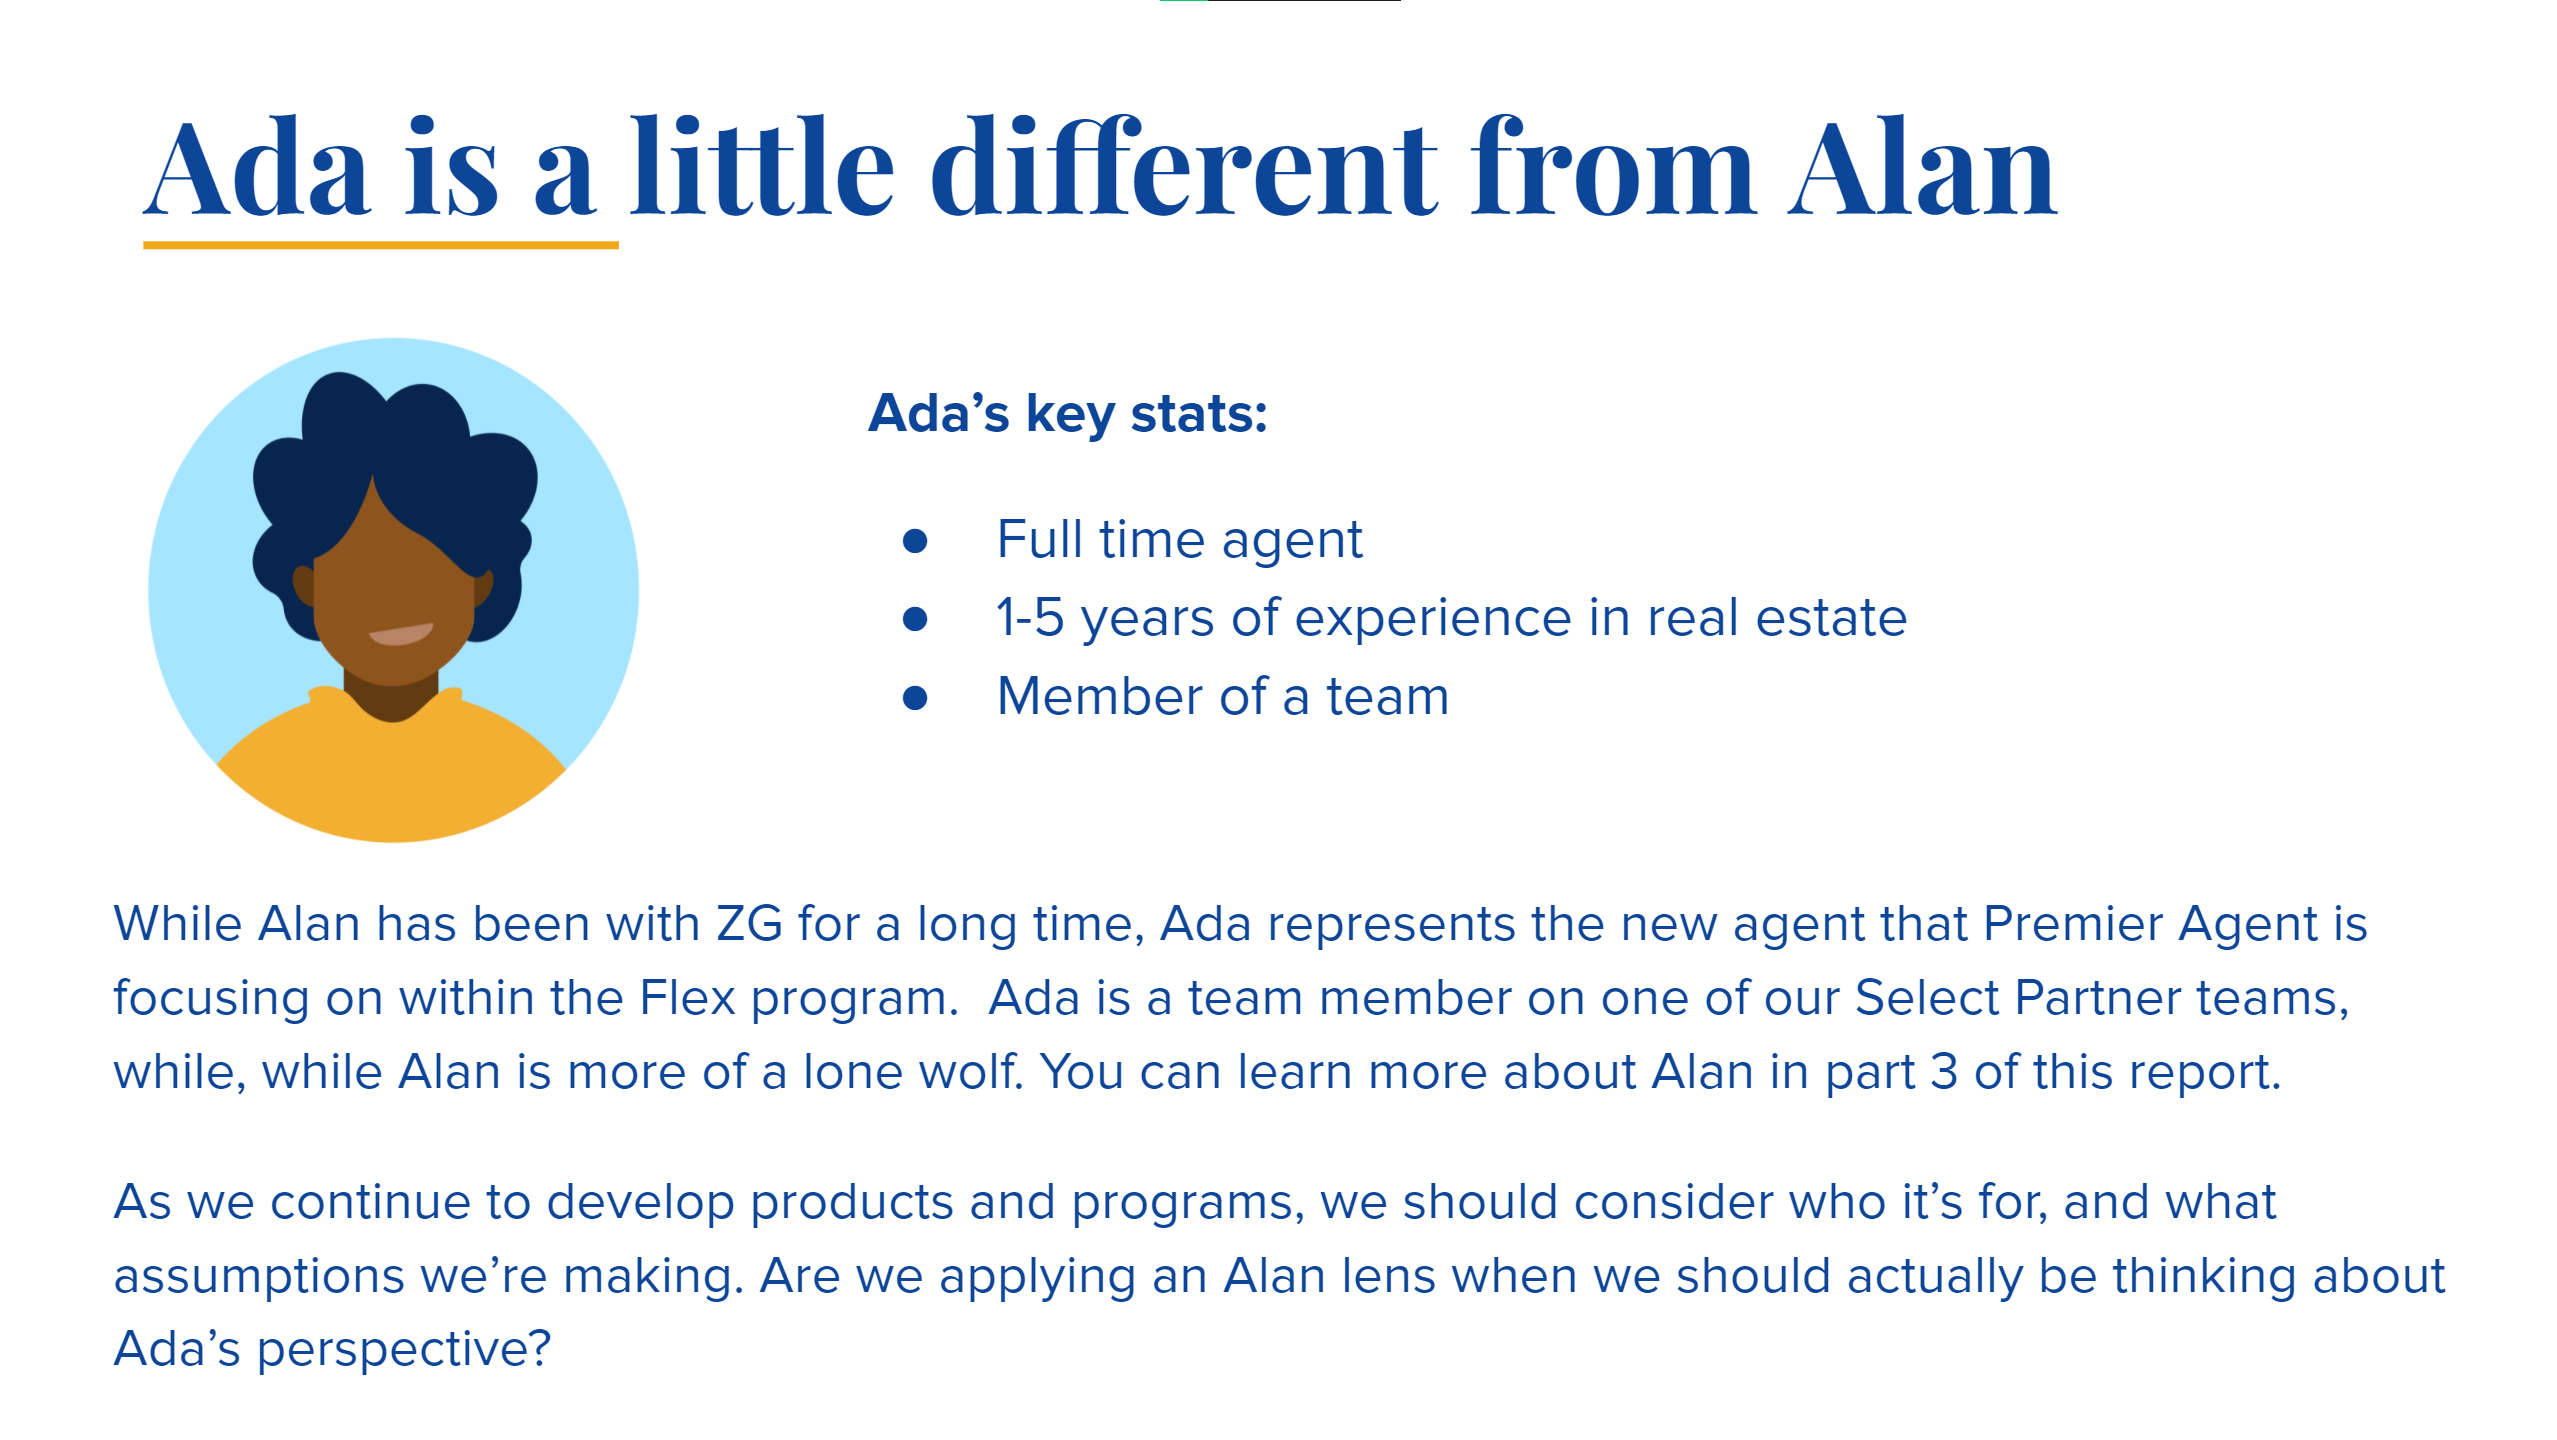 Ada is a little different from Alan
Ada’s key stats:
● Full time agent
● 1-5 years of experience in real estate
● Member of a team
While Alan has been with ZG for a long time, Ada represents the new agent that Premier Agent is
focusing on within the Flex program.  Ada is a team member on one of our Select Partner teams,
while, while Alan is more of a lone wolf. You can learn more about Alan in part 3 of this report.
As we continue to develop products and programs, we should consider who it’s for, and what
assumptions we’re making. Are we applying an Alan lens when we should actually be thinking about
Ada’s perspective?